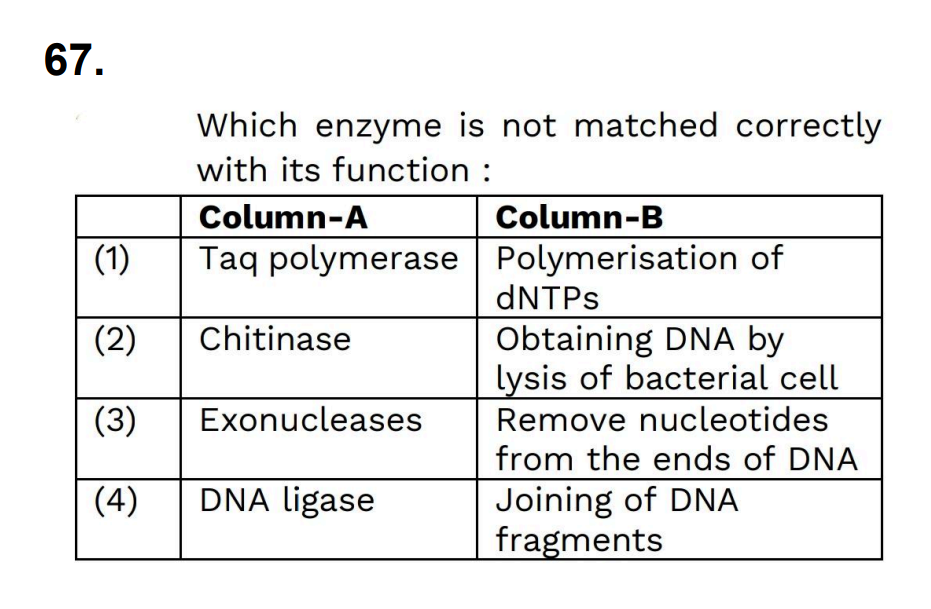 67.
Which enzyme is not matched correctly
with its function :
Column-A Column-B
(1) Taq polymerase Polymerisation of
dNTPs
(2) Chitinase Obtaining DNA by
lysis of bacterial cell
(3) Exonucleases Remove nucleotides
from the ends of DNA
(4) DNA ligase Joining of DNA
fragments